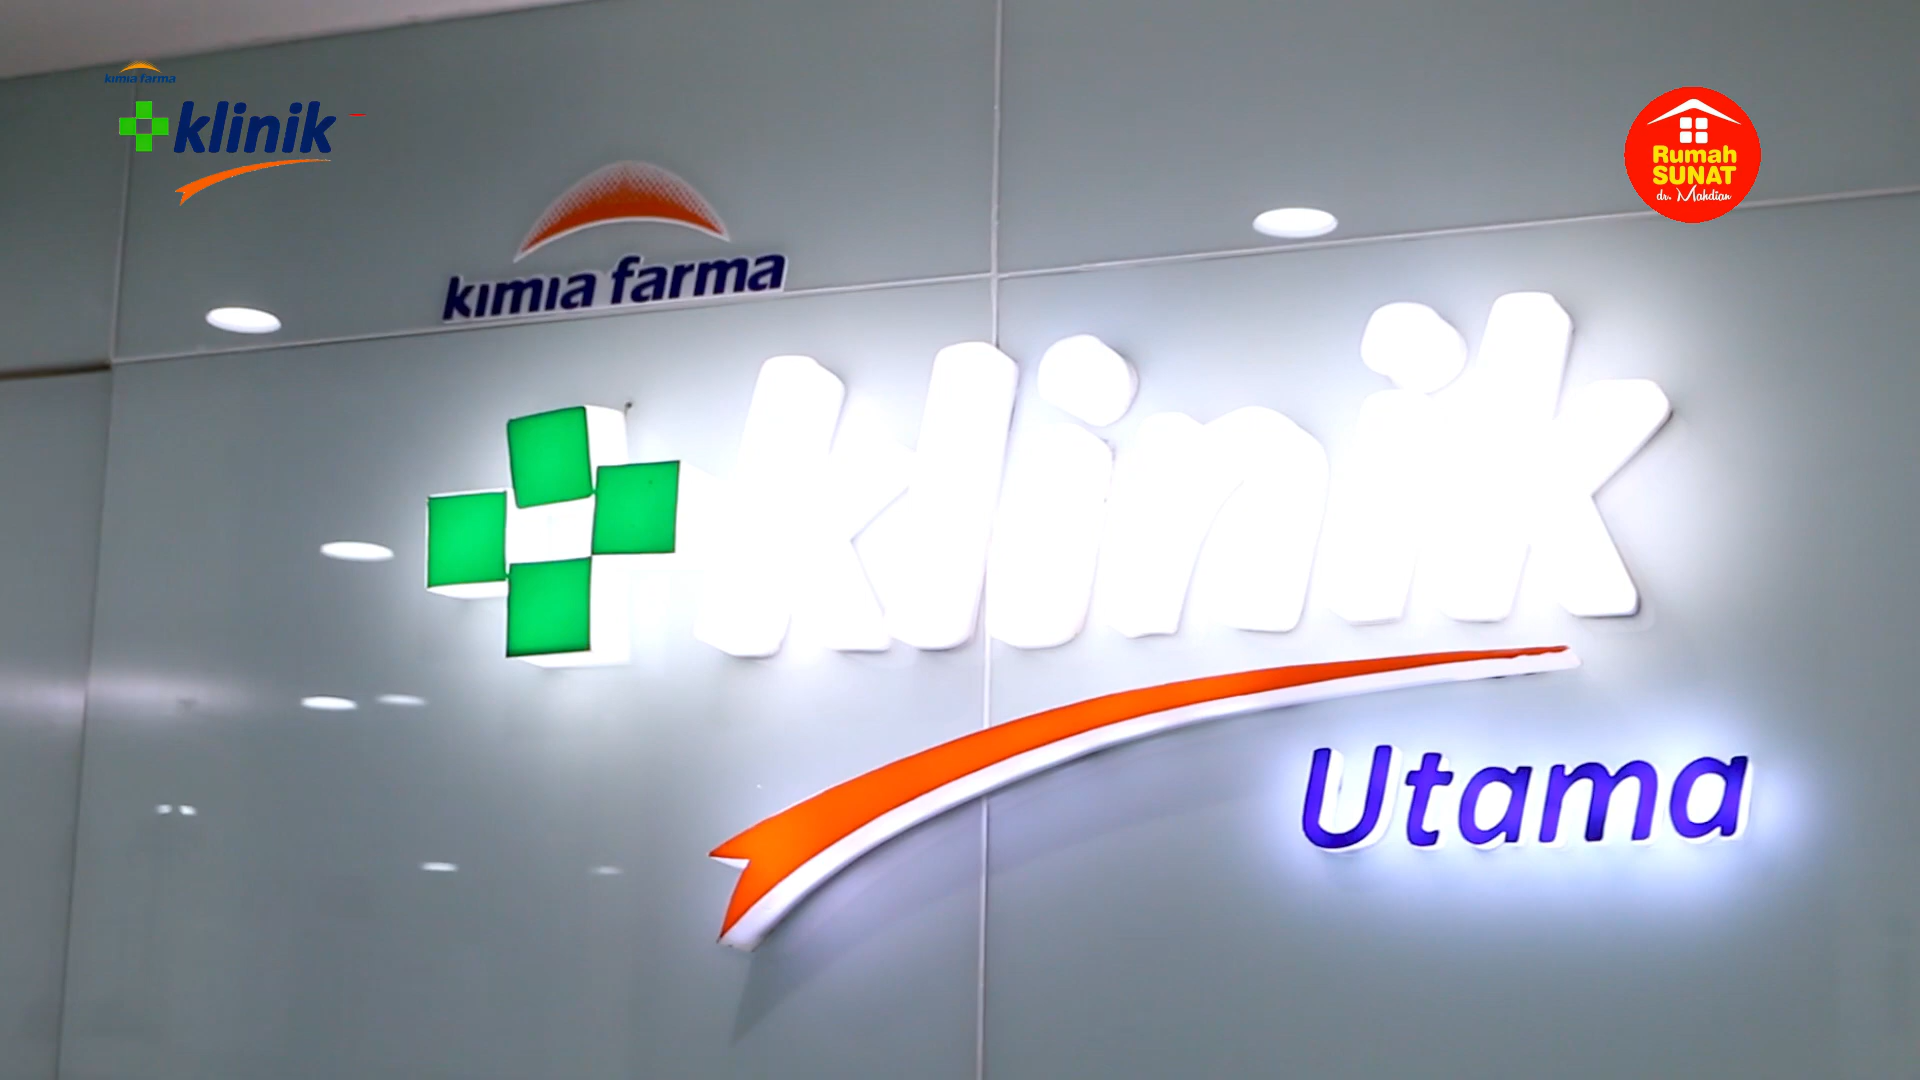 kimia farma
klinik
Rumah
SUNAT
dr. Mahdian
kimia farma
klinik
Utama